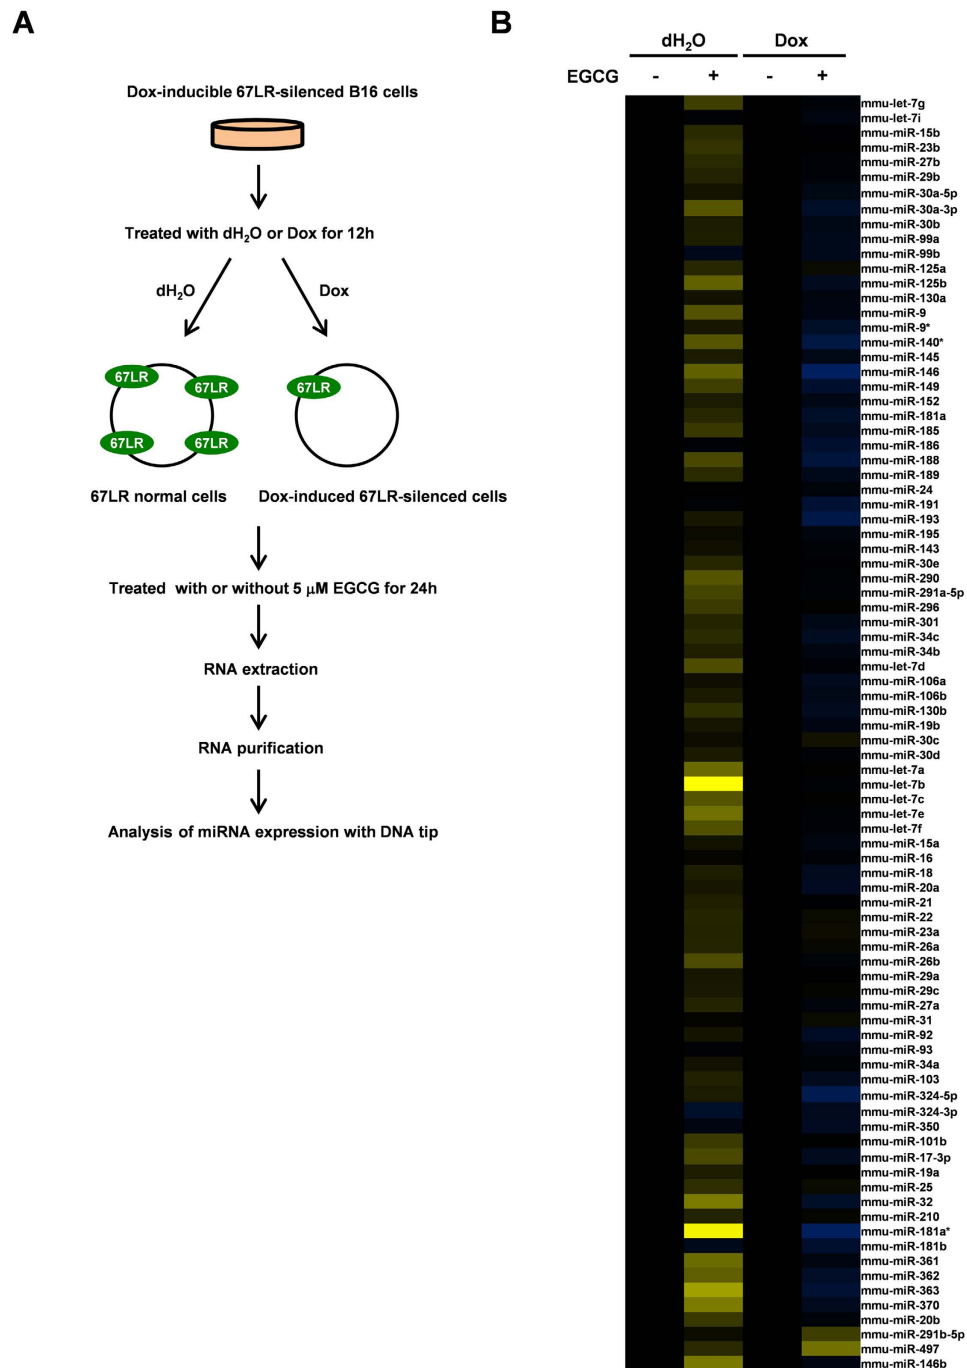 A
Dox-inducible 67LR-silenced B16 cells
Treated with dH₂O or Dox for 12h
dH₂O
Dox
67LR
67LR
67LR
67LR
67LR
67LR normal cells
Dox-induced 67LR-silenced cells
Treated with or without 5 μM EGCG for 24h
RNA extraction
RNA purification
Analysis of miRNA expression with DNA tip
B
dH₂O
Dox
EGCG - + - +
mmu-let-7g
mmu-let-7i
mmu-miR-15b
mmu-miR-23b
mmu-miR-27b
mmu-miR-29b
mmu-miR-30a-5p
mmu-miR-30a-3p
mmu-miR-30b
mmu-miR-99a
mmu-miR-99b
mmu-miR-125a
mmu-miR-125b
mmu-miR-130a
mmu-miR-9
mmu-miR-9*
mmu-miR-140*
mmu-miR-145
mmu-miR-146
mmu-miR-149
mmu-miR-152
mmu-miR-181a
mmu-miR-185
mmu-miR-186
mmu-miR-188
mmu-miR-189
mmu-miR-24
mmu-miR-191
mmu-miR-193
mmu-miR-195
mmu-miR-143
mmu-miR-30e
mmu-miR-290
mmu-miR-291a-5p
mmu-miR-296
mmu-miR-301
mmu-miR-34c
mmu-miR-34b
mmu-let-7d
mmu-miR-106a
mmu-miR-106b
mmu-miR-130b
mmu-miR-19b
mmu-miR-30c
mmu-miR-30d
mmu-let-7a
mmu-let-7b
mmu-let-7c
mmu-let-7e
mmu-let-7f
mmu-miR-15a
mmu-miR-16
mmu-miR-18
mmu-miR-20a
mmu-miR-21
mmu-miR-22
mmu-miR-23a
mmu-miR-26a
mmu-miR-26b
mmu-miR-29a
mmu-miR-29c
mmu-miR-27a
mmu-miR-31
mmu-miR-92
mmu-miR-93
mmu-miR-34a
mmu-miR-103
mmu-miR-324-5p
mmu-miR-324-3p
mmu-miR-350
mmu-miR-101b
mmu-miR-17-3p
mmu-miR-19a
mmu-miR-25
mmu-miR-32
mmu-miR-210
mmu-miR-181a*
mmu-miR-181b
mmu-miR-361
mmu-miR-362
mmu-miR-363
mmu-miR-370
mmu-miR-20b
mmu-miR-291b-5p
mmu-miR-497
mmu-miR-146b